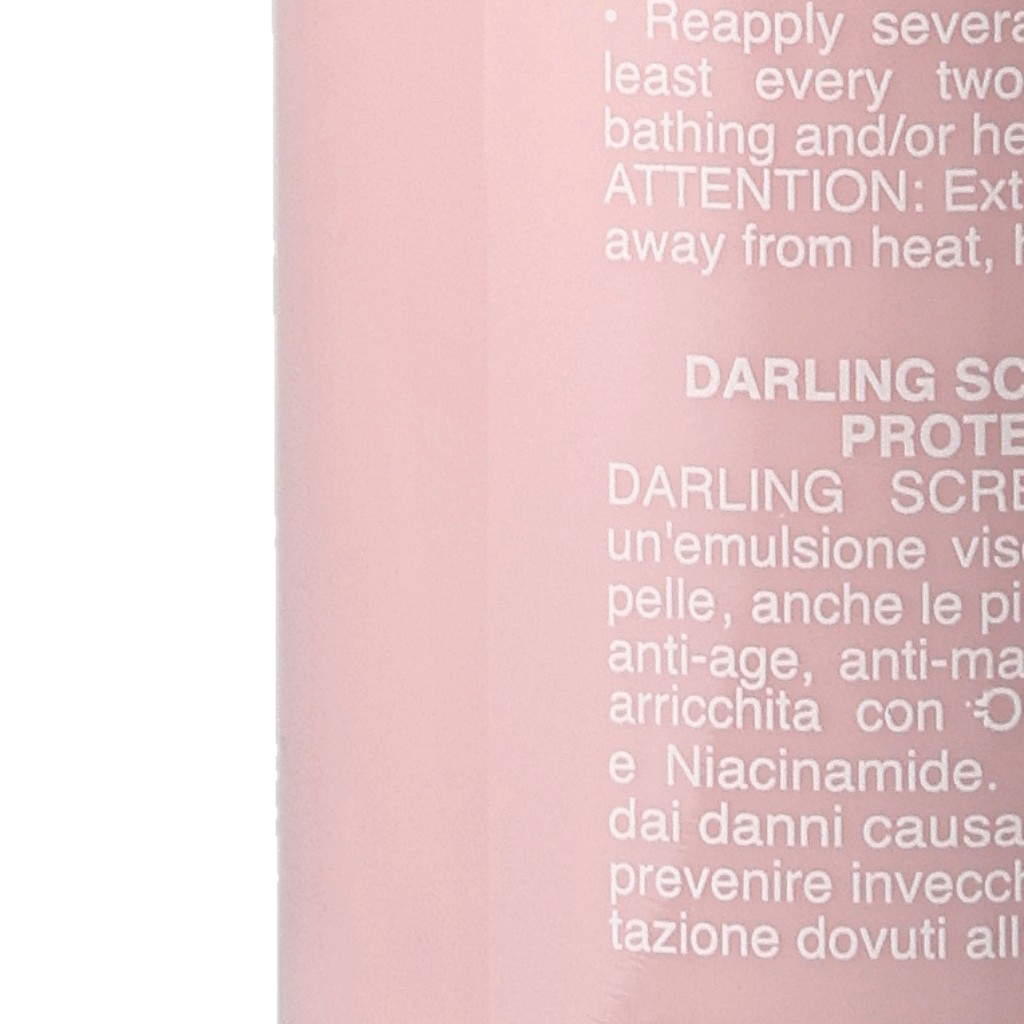 • Reapply severa
least every two
bathing and/or he
ATTENTION: Ext
away from heat, h
DARLING SC
PROTE
DARLING SCRE
un'emulsione vis
pelle, anche le pi
anti-age, anti-ma
arricchita con O
e Niacinamide.
dai danni causa
prevenire invecch
tazione dovuti all